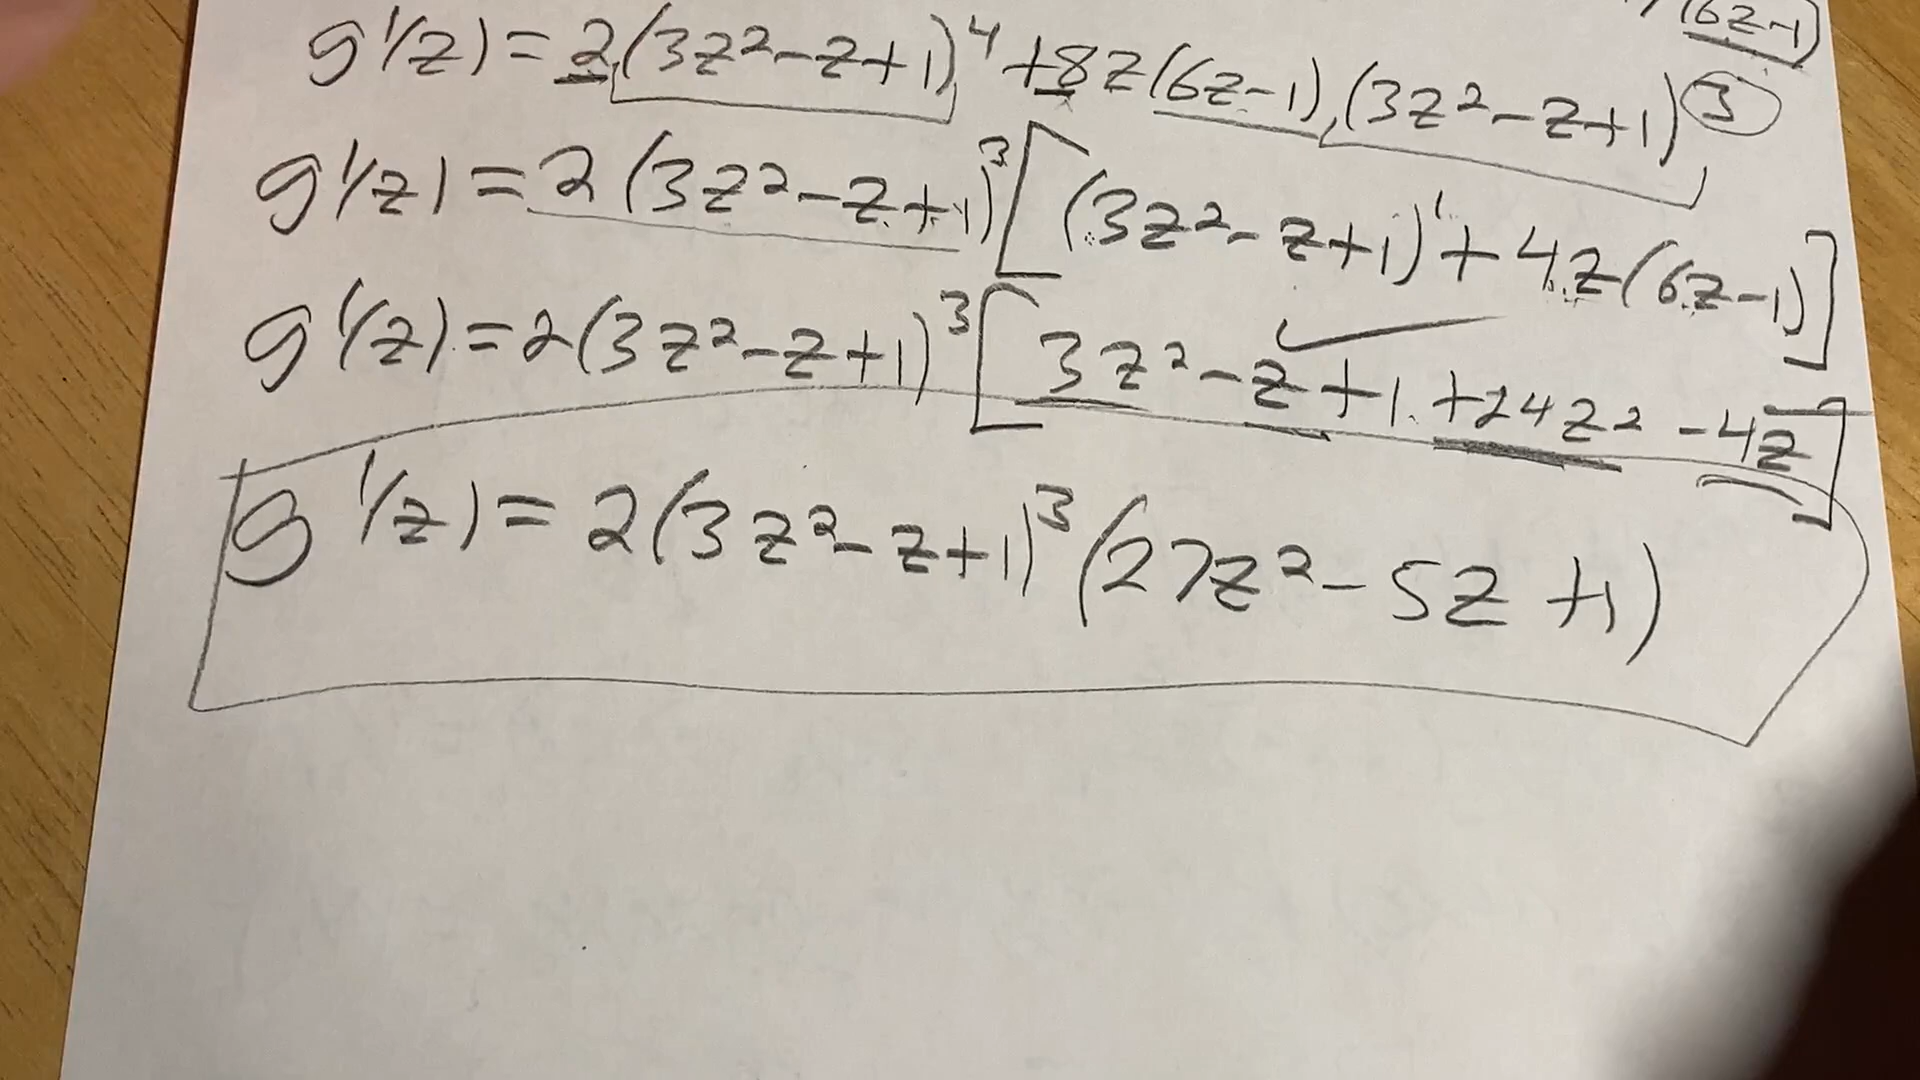 (6z-1)
g'(z) = 2(3z²-z+1)⁴ + 8z(6z-1)(3z²-z+1)³
g'(z) = 2(3z²-z+1)³[(3z²-z+1)¹ + 4z(6z-1)]
g'(z) = 2(3z²-z+1)³[3z²-z+1+24z²-4z]
g'(z) = 2(3z²-z+1)³(27z²-5z+1)